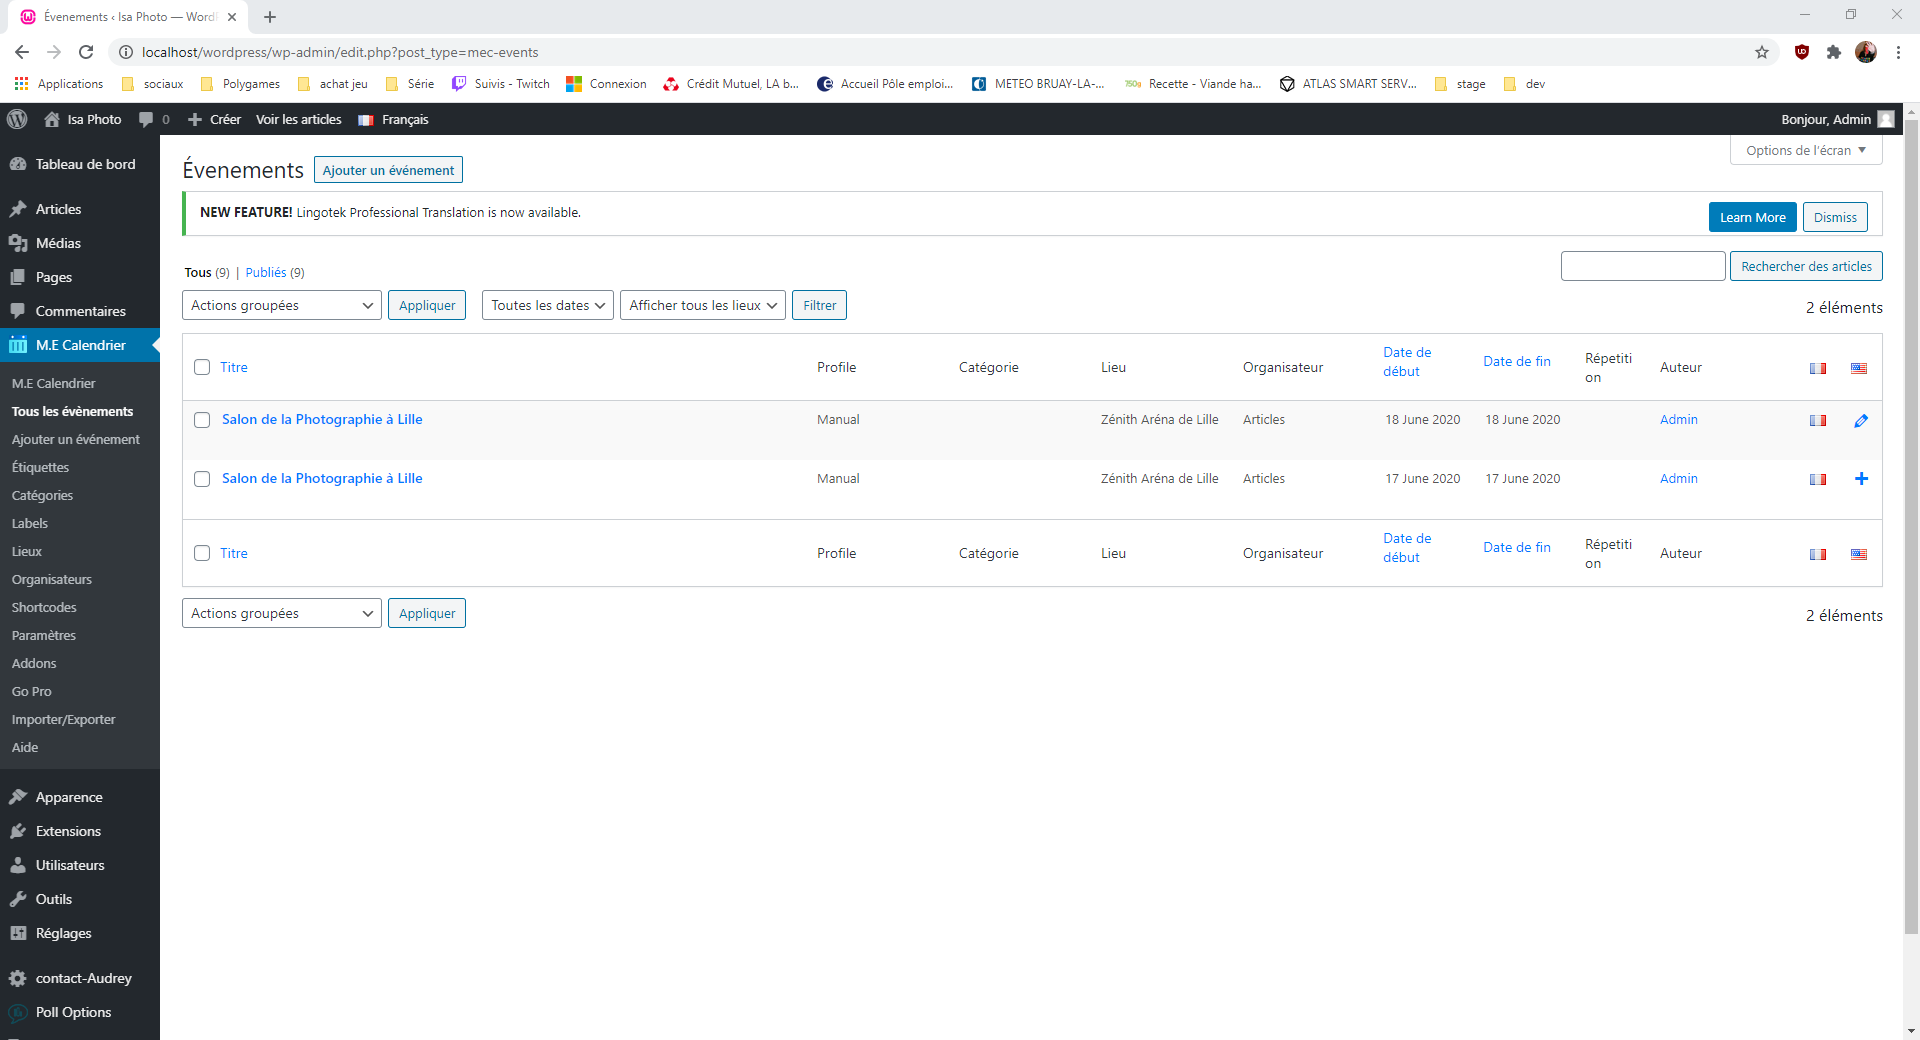 Évenements ‹ Isa Photo — WordP
localhost/wordpress/wp-admin/edit.php?post_type=mec-events
Applications sociaux Polygames achat jeu Série Suivis - Twitch Connexion Crédit Mutuel, LA b... Accueil Pôle emploi... METEO BRUAY-LA-... 750g Recette - Viande ha... ATLAS SMART SERV... stage dev
Isa Photo 0 Créer Voir les articles Français Bonjour, Admin
Tableau de bord
Articles
Médias
Pages
Commentaires
M.E Calendrier
M.E Calendrier
Tous les évènements
Ajouter un événement
Étiquettes
Catégories
Labels
Lieux
Organisateurs
Shortcodes
Paramètres
Addons
Go Pro
Importer/Exporter
Aide
Apparence
Extensions
Utilisateurs
Outils
Réglages
contact-Audrey
Poll Options
Options de l'écran
Évenements Ajouter un événement
NEW FEATURE! Lingotek Professional Translation is now available. Learn More Dismiss
Tous (9) | Publiés (9) Rechercher des articles
Actions groupées Appliquer Toutes les dates Afficher tous les lieux Filtrer 2 éléments
Titre Profile Catégorie Lieu Organisateur Date de début Date de fin Répetition Auteur
Salon de la Photographie à Lille Manual Zénith Aréna de Lille Articles 18 June 2020 18 June 2020 Admin
Salon de la Photographie à Lille Manual Zénith Aréna de Lille Articles 17 June 2020 17 June 2020 Admin
Titre Profile Catégorie Lieu Organisateur Date de début Date de fin Répetition Auteur
Actions groupées Appliquer 2 éléments